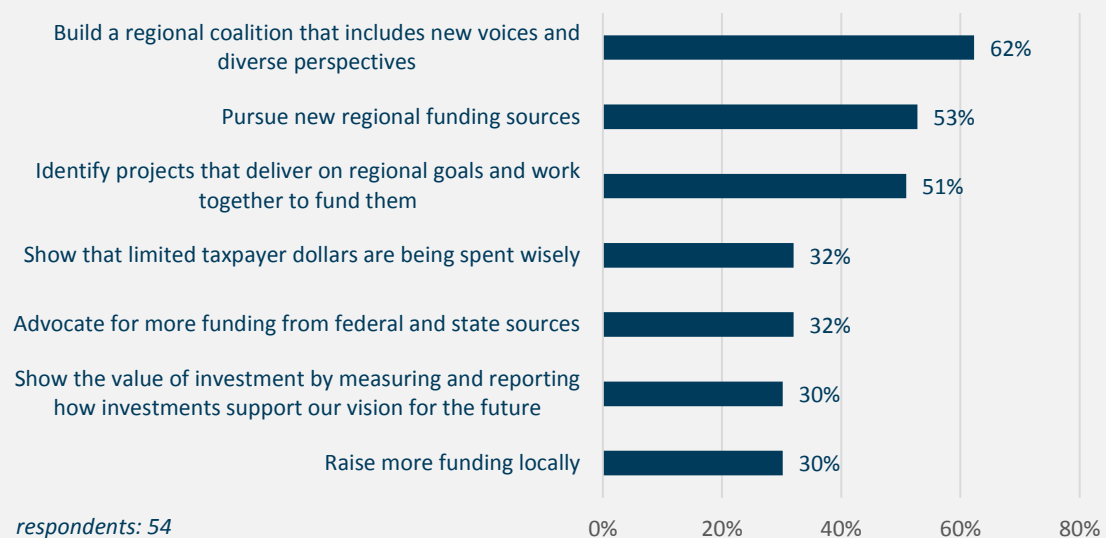 Build a regional coalition that includes new voices and
diverse perspectives
62%
Pursue new regional funding sources
53%
Identify projects that deliver on regional goals and work
together to fund them
51%
Show that limited taxpayer dollars are being spent wisely
32%
Advocate for more funding from federal and state sources
32%
Show the value of investment by measuring and reporting
how investments support our vision for the future
30%
Raise more funding locally
30%
respondents: 54
0% 20% 40% 60% 80%